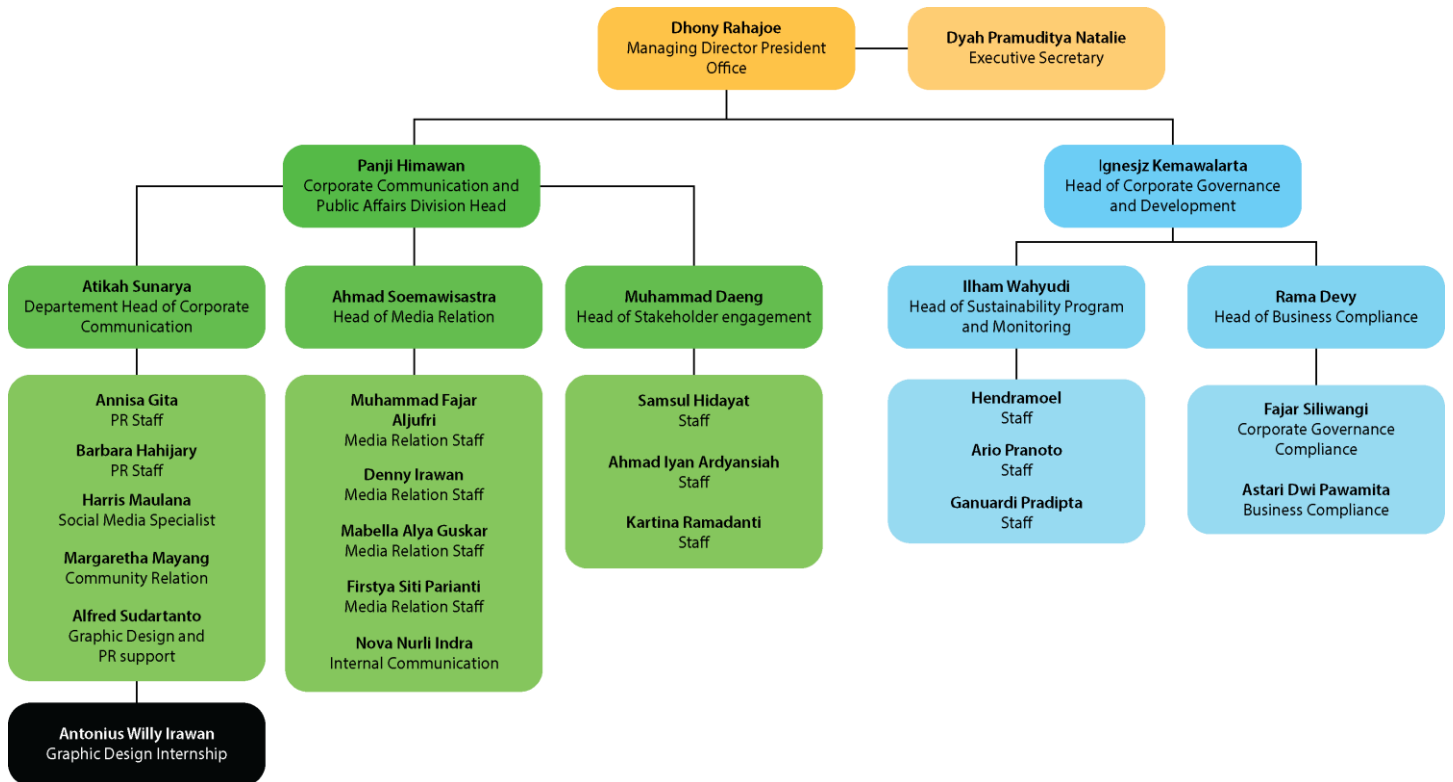 Dhony Rahajoe
Managing Director President
Office
Dyah Pramuditya Natalie
Executive Secretary
Panji Himawan
Corporate Communication and
Public Affairs Division Head
Ignesjz Kemawalarta
Head of Corporate Governance
and Development
Atikah Sunarya
Departement Head of Corporate
Communication
Ahmad Soemawisastra
Head of Media Relation
Muhammad Daeng
Head of Stakeholder engagement
Ilham Wahyudi
Head of Sustainability Program
and Monitoring
Rama Devy
Head of Business Compliance
Annisa Gita
PR Staff
Barbara Hahijary
PR Staff
Harris Maulana
Social Media Specialist
Margaretha Mayang
Community Relation
Alfred Sudartanto
Graphic Design and
PR support
Muhammad Fajar
Aljufri
Media Relation Staff
Denny Irawan
Media Relation Staff
Mabella Alya Guskar
Media Relation Staff
Firstya Siti Parianti
Media Relation Staff
Nova Nurli Indra
Internal Communication
Samsul Hidayat
Staff
Ahmad Iyan Ardyansiah
Staff
Kartina Ramadanti
Staff
Hendramoel
Staff
Ario Pranoto
Staff
Ganuardi Pradipta
Staff
Fajar Siliwangi
Corporate Governance
Compliance
Astari Dwi Pawamita
Business Compliance
Antonius Willy Irawan
Graphic Design Internship